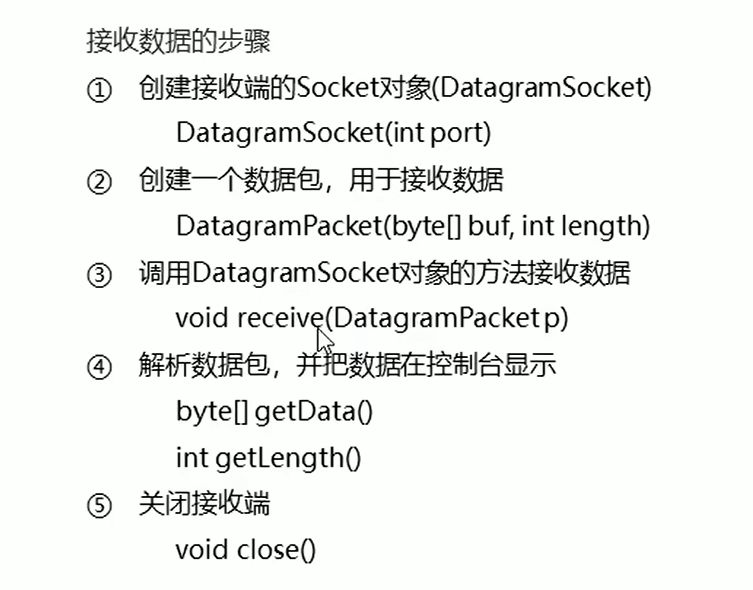 接收数据的步骤
① 创建接收端的Socket对象(DatagramSocket)
DatagramSocket(int port)
② 创建一个数据包，用于接收数据
DatagramPacket(byte[] buf, int length)
③ 调用DatagramSocket对象的方法接收数据
void receive(DatagramPacket p)
④ 解析数据包，并把数据在控制台显示
byte[] getData()
int getLength()
⑤ 关闭接收端
void close()